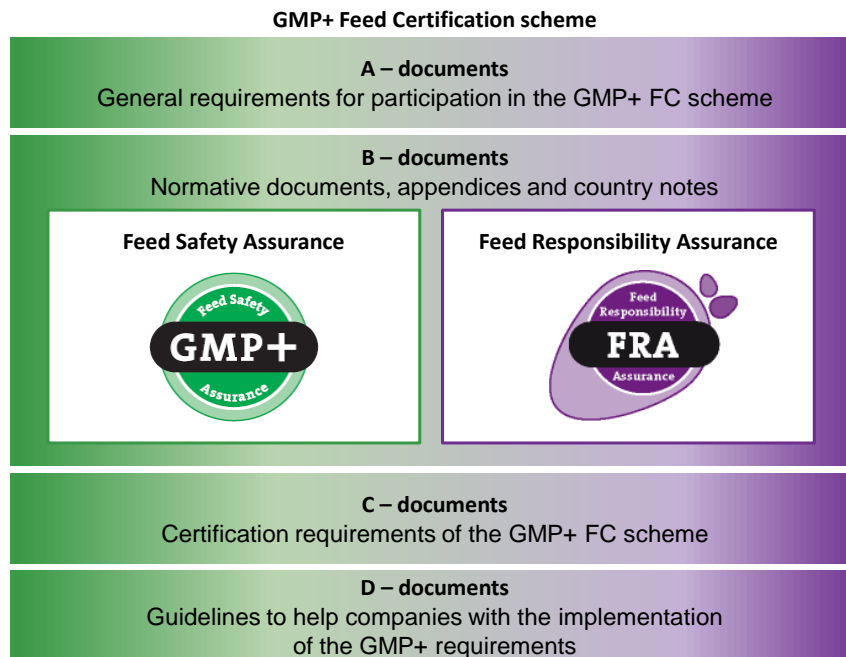 GMP+ Feed Certification scheme
A – documents
General requirements for participation in the GMP+ FC scheme
B – documents
Normative documents, appendices and country notes
Feed Safety Assurance
Feed Safety
GMP+
Assurance
Feed Responsibility Assurance
Feed
Responsibility
FRA
Assurance
C – documents
Certification requirements of the GMP+ FC scheme
D – documents
Guidelines to help companies with the implementation
of the GMP+ requirements